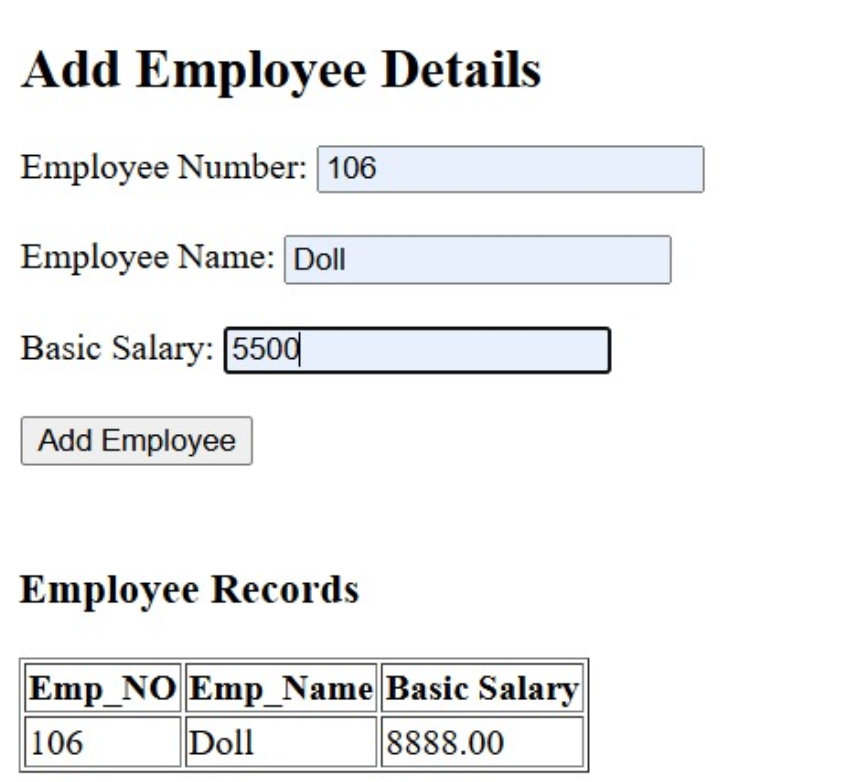 Add Employee Details
Employee Number: 106
Employee Name: Doll
Basic Salary: 5500
Add Employee
Employee Records
Emp_NO Emp_Name Basic Salary
106 Doll 8888.00